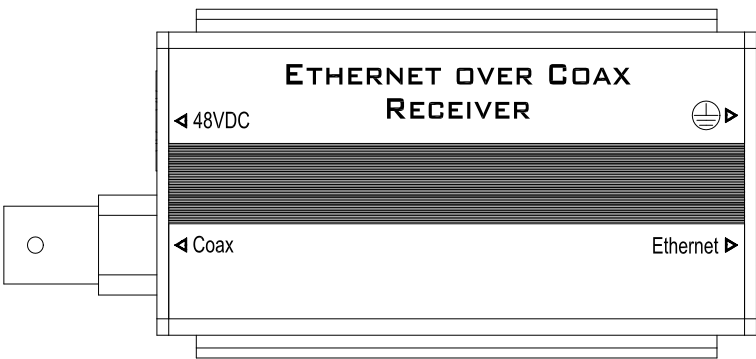 ETHERNET OVER COAX
RECEIVER
48VDC
Coax
Ethernet